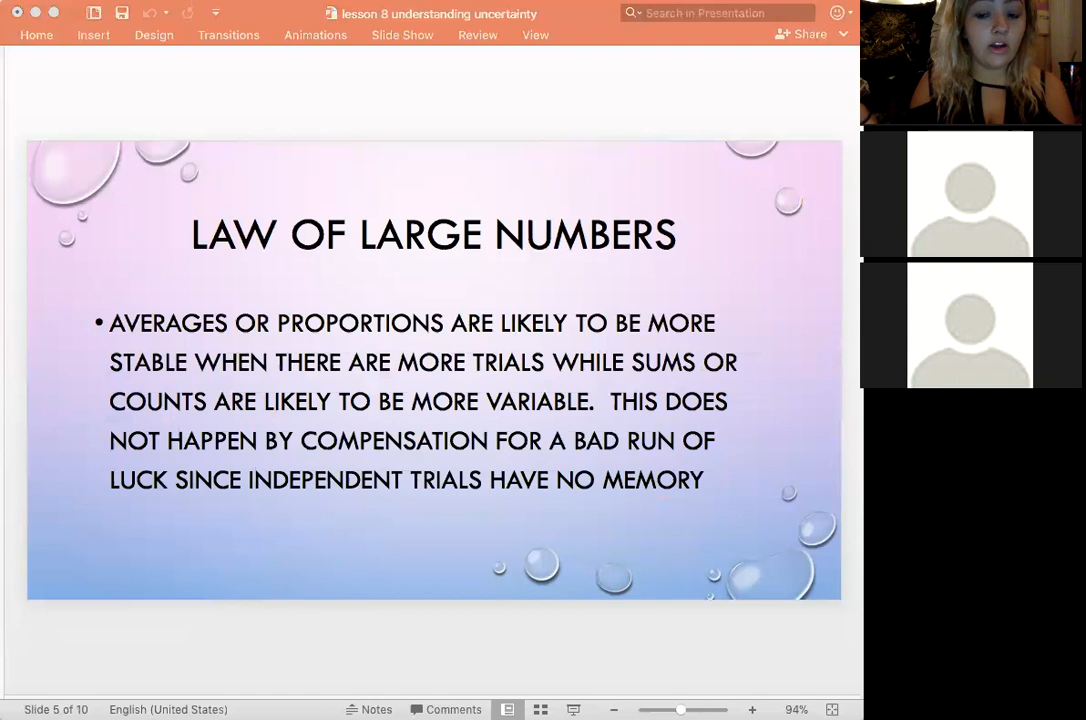 lesson 8 understanding uncertainty
Search in Presentation
Home Insert Design Transitions Animations Slide Show Review View Share
LAW OF LARGE NUMBERS
• AVERAGES OR PROPORTIONS ARE LIKELY TO BE MORE
STABLE WHEN THERE ARE MORE TRIALS WHILE SUMS OR
COUNTS ARE LIKELY TO BE MORE VARIABLE. THIS DOES
NOT HAPPEN BY COMPENSATION FOR A BAD RUN OF
LUCK SINCE INDEPENDENT TRIALS HAVE NO MEMORY
Slide 5 of 10 English (United States) Notes Comments 94%